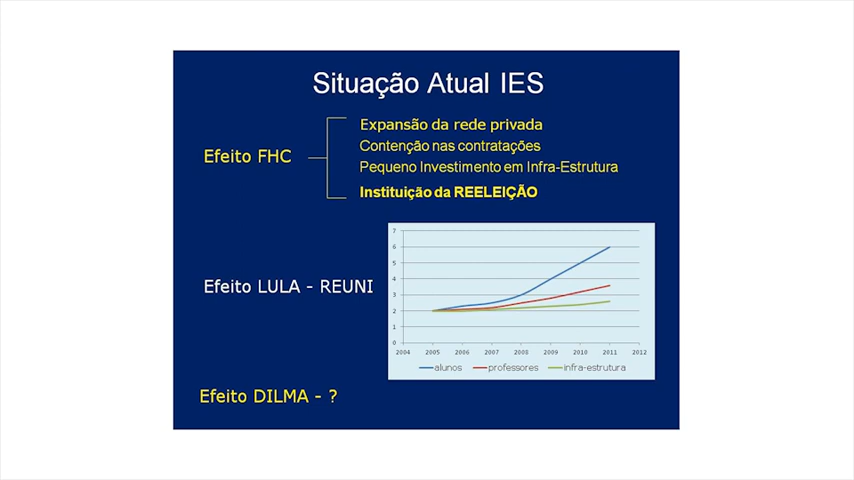 Situação Atual IES
Efeito FHC
Expansão da rede privada
Contenção nas contratações
Pequeno Investimento em Infra-Estrutura
Instituição da REELEIÇÃO
Efeito LULA - REUNI
7
6
5
4
3
2
1
0
2004 2005 2006 2007 2008 2009 2010 2011 2012
alunos professores infra-estrutura
Efeito DILMA - ?